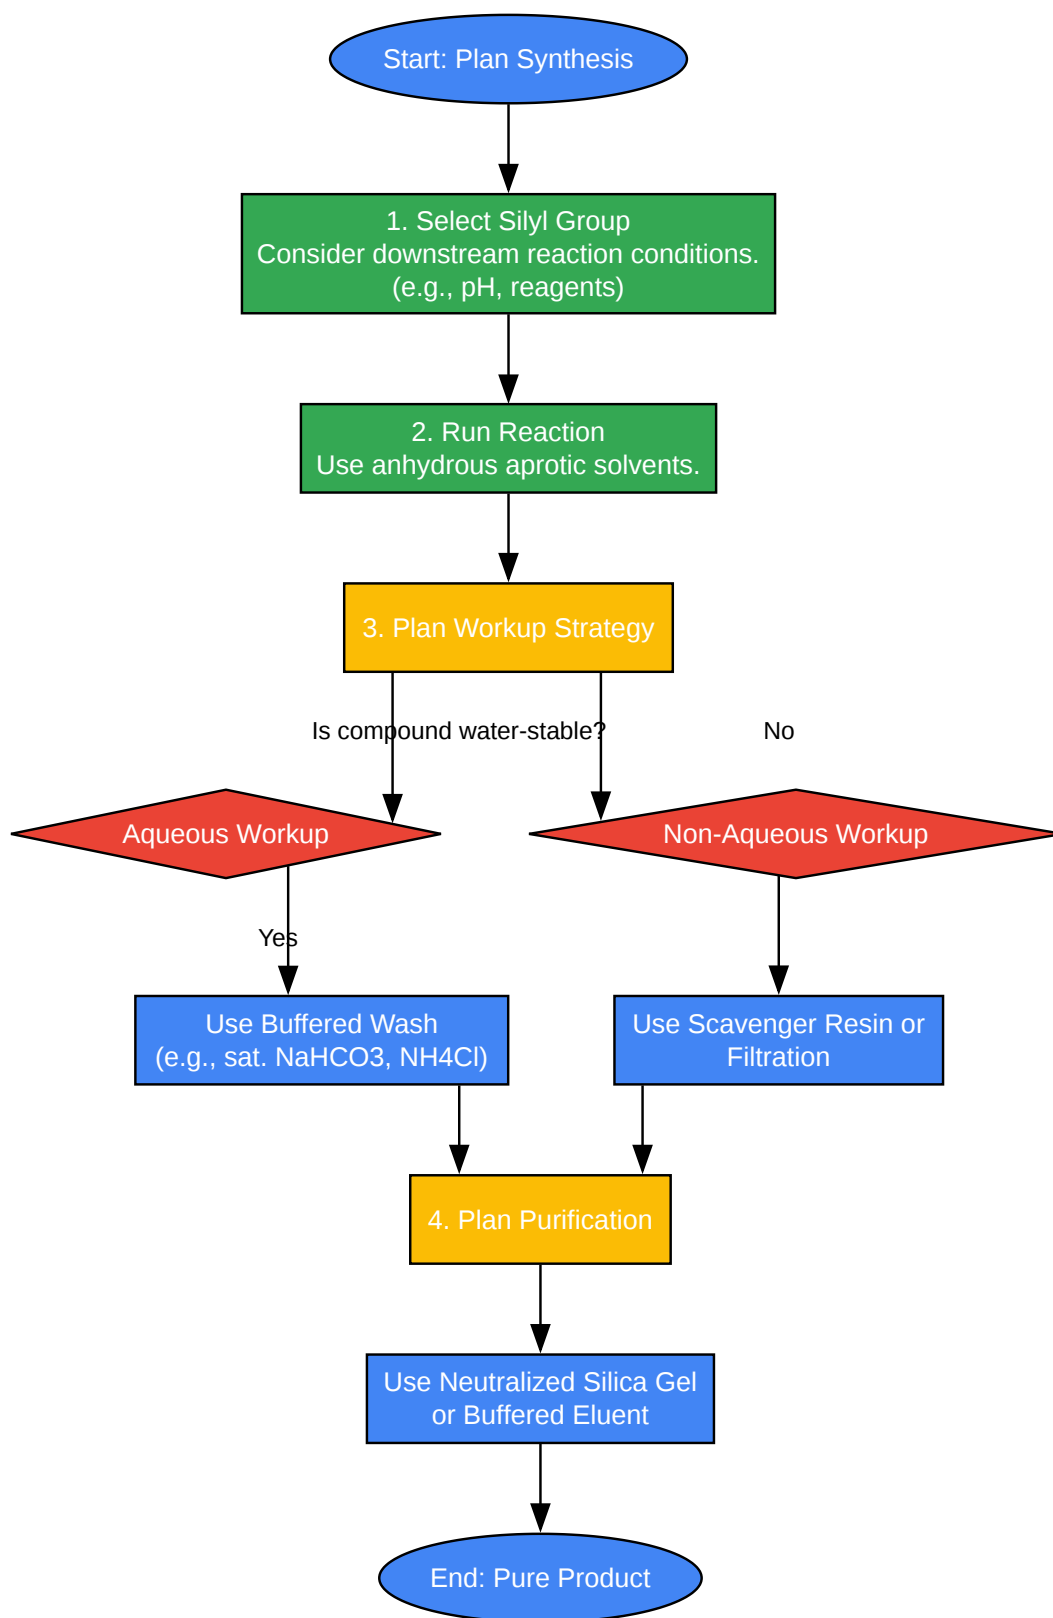 Start: Plan Synthesis
1. Select Silyl Group
Consider downstream reaction conditions.
(e.g., pH, reagents)
2. Run Reaction
Use anhydrous aprotic solvents.
3. Plan Workup Strategy
Is compound water-stable?
No
Aqueous Workup
Non-Aqueous Workup
Yes
Use Buffered Wash
(e.g., sat. NaHCO3, NH4Cl)
Use Scavenger Resin or
Filtration
4. Plan Purification
Use Neutralized Silica Gel
or Buffered Eluent
End: Pure Product